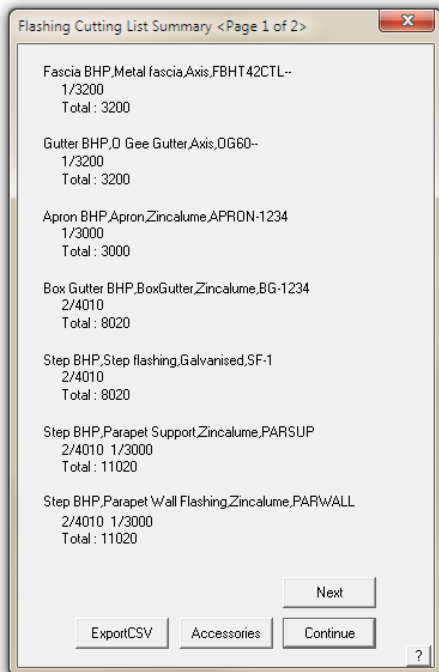 Flashing Cutting List Summary <Page 1 of 2>
Fascia BHP,Metal fascia,Axis,FBHT42CTL--
1/3200
Total : 3200
Gutter BHP,O Gee Gutter,Axis,OG60--
1/3200
Total : 3200
Apron BHP,Apron,Zincalume,APRON-1234
1/3000
Total : 3000
Box Gutter BHP,BoxGutter,Zincalume,BG-1234
2/4010
Total : 8020
Step BHP,Step flashing,Galvanised,SF-1
2/4010
Total : 8020
Step BHP,Parapet Support,Zincalume,PARSUP
2/4010 1/3000
Total : 11020
Step BHP,Parapet Wall Flashing,Zincalume,PARWALL
2/4010 1/3000
Total : 11020
Next
ExportCSV Accessories Continue
?